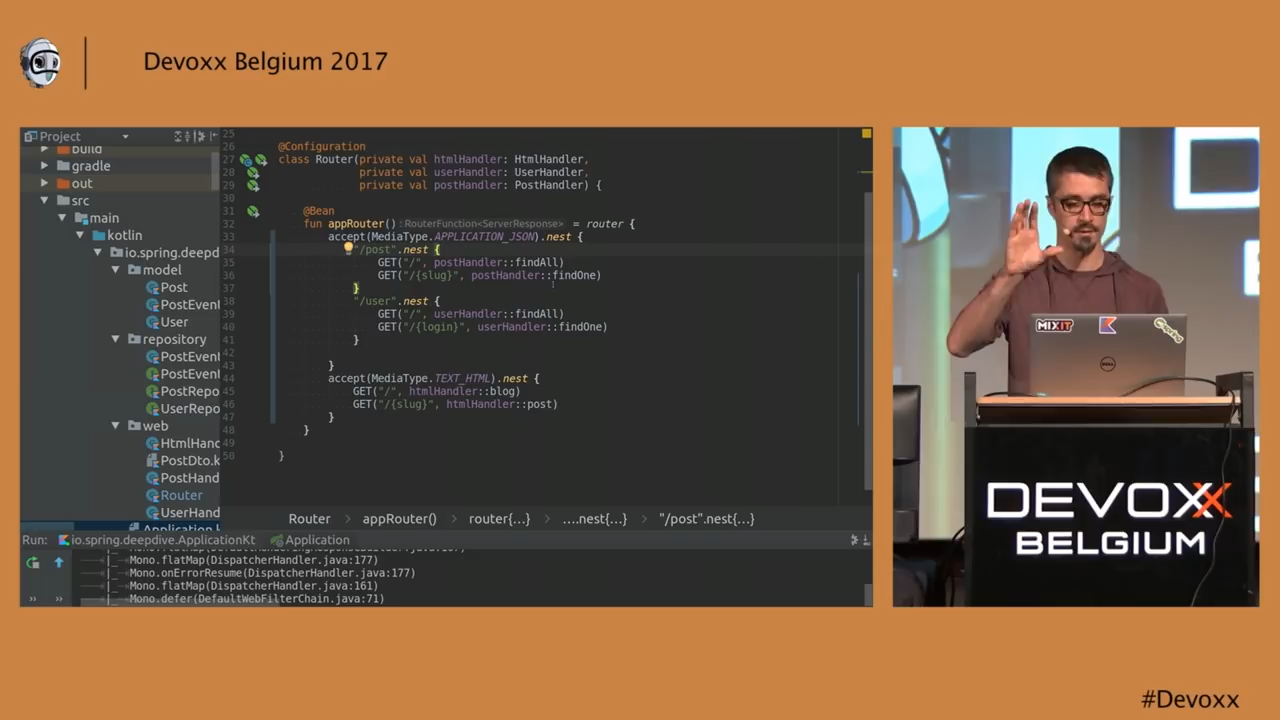 Devoxx Belgium 2017
Project
build
gradle
out
src
main
kotlin
io.spring.deepd
model
Post
PostEvent
User
repository
PostEvent
PostEvent
PostRepo
UserRepo
web
HtmlHand
PostDto.k
PostHand
Router
UserHand
Application.k
25
26 @Configuration
27 class Router(private val htmlHandler: HtmlHandler,
28 private val userHandler: UserHandler,
29 private val postHandler: PostHandler) {
30
31 @Bean
32 fun appRouter() : RouterFunction<ServerResponse> = router {
33 accept(MediaType.APPLICATION_JSON).nest {
34 "/post".nest {
35 GET("/", postHandler::findAll)
36 GET("/{slug}", postHandler::findOne)
37 }
38 "/user".nest {
39 GET("/", userHandler::findAll)
40 GET("/{login}", userHandler::findOne)
41 }
42
43 }
44 accept(MediaType.TEXT_HTML).nest {
45 GET("/", htmlHandler::blog)
46 GET("/{slug}", htmlHandler::post)
47 }
48 }
49
50 }
Router > appRouter() > router{...} > ....nest{...} > "/post".nest{...}
Run: io.spring.deepdive.ApplicationKt Application
|_ Mono.flatMap(DispatcherHandler.java:177)
|_ Mono.onErrorResume(DispatcherHandler.java:177)
|_ Mono.flatMap(DispatcherHandler.java:161)
|_ Mono.defer(DefaultWebFilterChain.java:71)
MIXIT
spring
DELL
DEVOXX
BELGIUM
#Devoxx